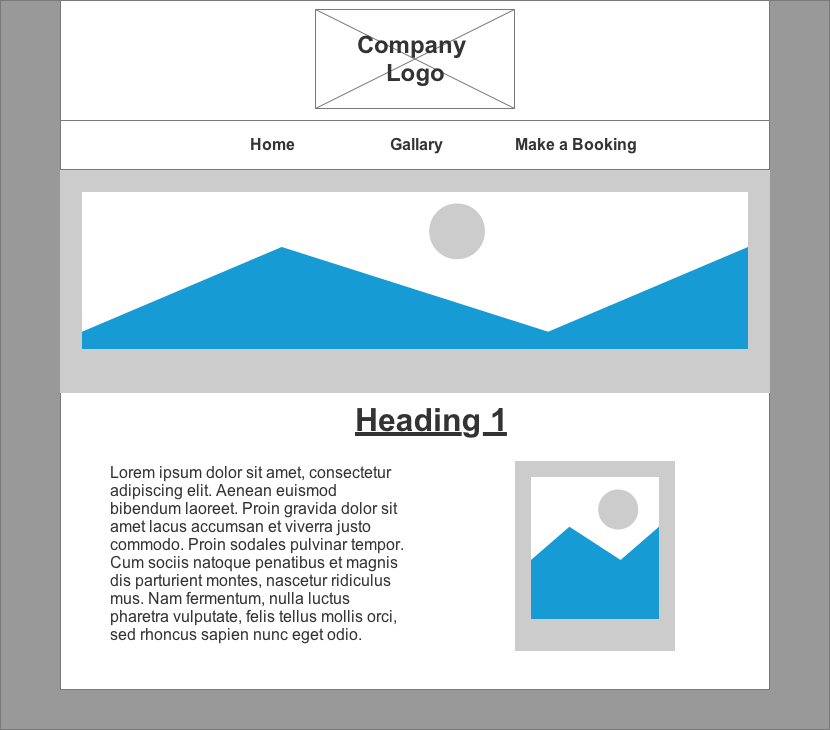 Company
Logo
Home Gallary Make a Booking
Heading 1
Lorem ipsum dolor sit amet, consectetur
adipiscing elit. Aenean euismod
bibendum laoreet. Proin gravida dolor sit
amet lacus accumsan et viverra justo
commodo. Proin sodales pulvinar tempor.
Cum sociis natoque penatibus et magnis
dis parturient montes, nascetur ridiculus
mus. Nam fermentum, nulla luctus
pharetra vulputate, felis tellus mollis orci,
sed rhoncus sapien nunc eget odio.